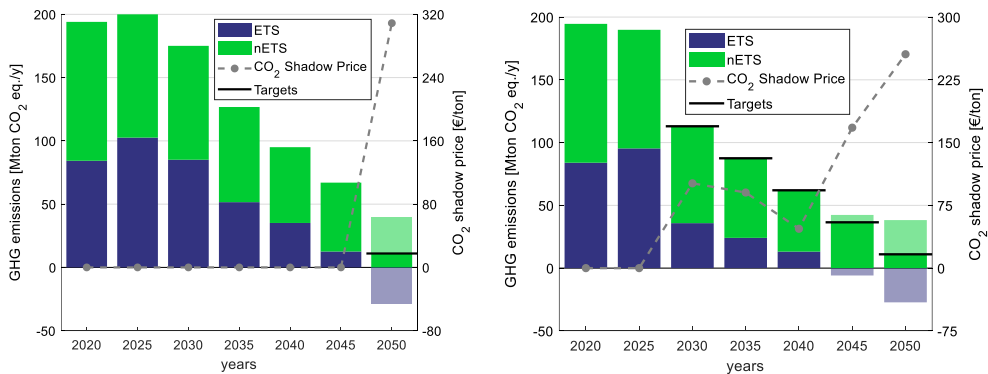 200
150
100
50
0
-50
GHG emissions [Mton CO2 eq./y]
ETS
nETS
CO2 Shadow Price
Targets
320
240
160
80
0
-80
CO2 shadow price [€/ton]
2020 2025 2030 2035 2040 2045 2050
years
200
150
100
50
0
-50
GHG emissions [Mton CO2 eq./y]
ETS
nETS
CO2 Shadow Price
Targets
300
225
150
75
0
-75
CO2 shadow price [€/ton]
2020 2025 2030 2035 2040 2045 2050
years